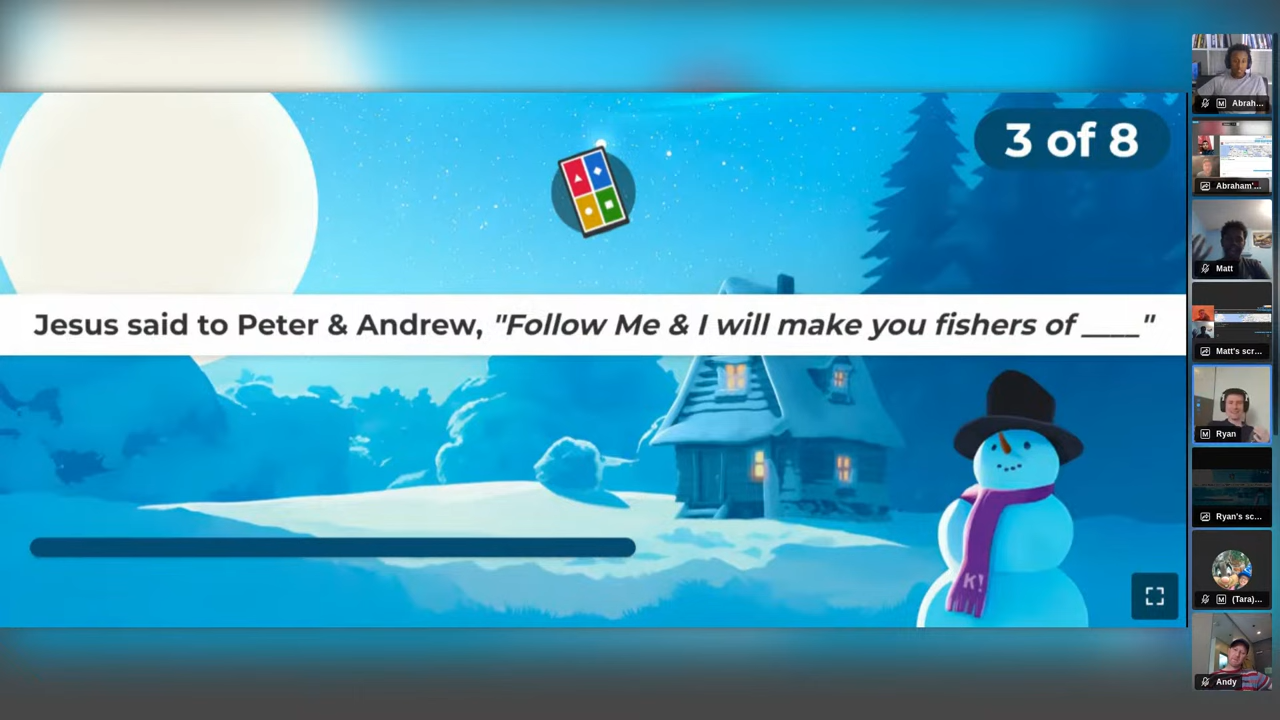 3 of 8
Jesus said to Peter & Andrew, "Follow Me & I will make you fishers of ____"
K!
Abrah...
Abraham'...
Matt
Matt's scr...
Ryan
Ryan's sc...
(Tara)...
Andy